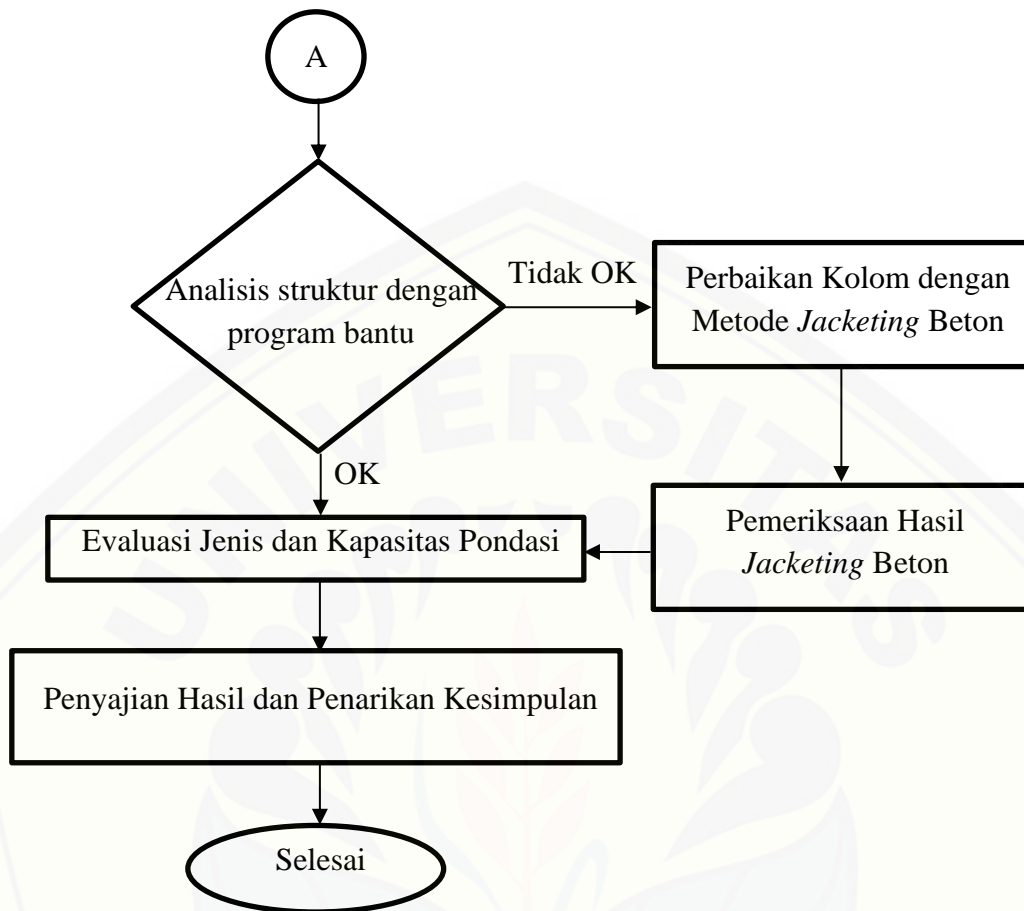 A
Analisis struktur dengan
program bantu
Tidak OK
Perbaikan Kolom dengan
Metode Jacketing Beton
OK
Evaluasi Jenis dan Kapasitas Pondasi
Pemeriksaan Hasil
Jacketing Beton
Penyajian Hasil dan Penarikan Kesimpulan
Selesai
UNIVERSITAS